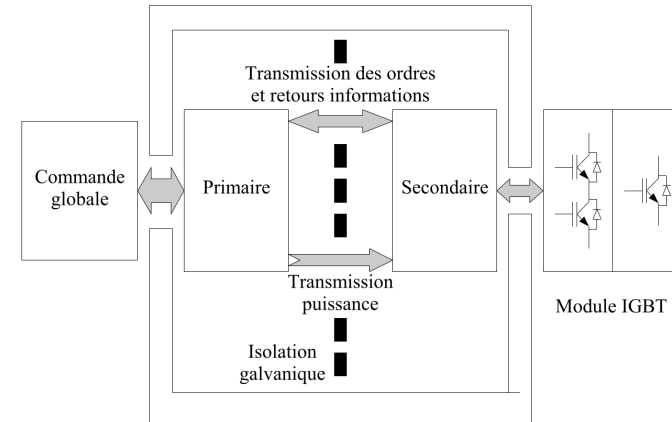 Transmission des ordres
et retours informations
Commande
globale
Primaire
Secondaire
Transmission
puissance
Module IGBT
Isolation
galvanique